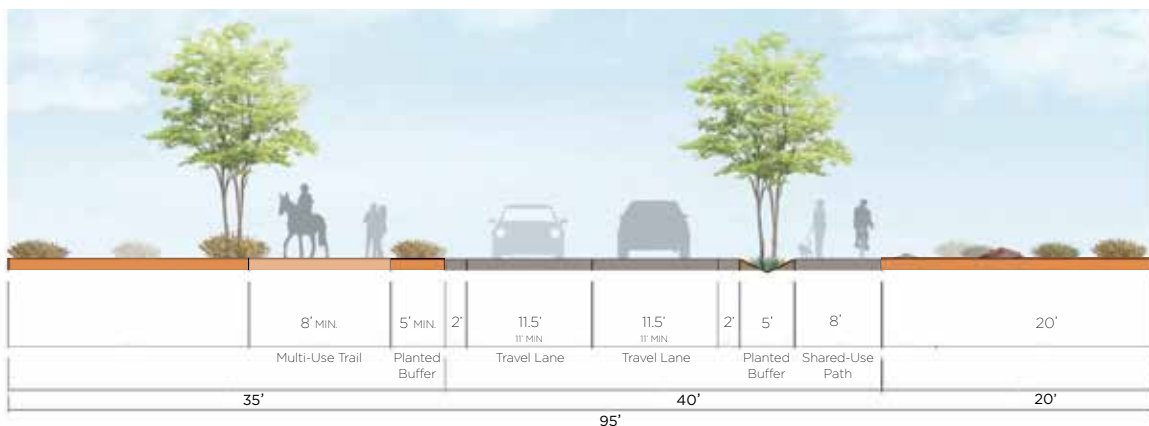 8' MIN.
5' MIN.
2'
11.5'
11' MIN
11.5'
11' MIN
2'
5'
8'
20'
Multi-Use Trail
Planted
Buffer
Travel Lane
Travel Lane
Planted
Buffer
Shared-Use
Path
35'
40'
20'
95'